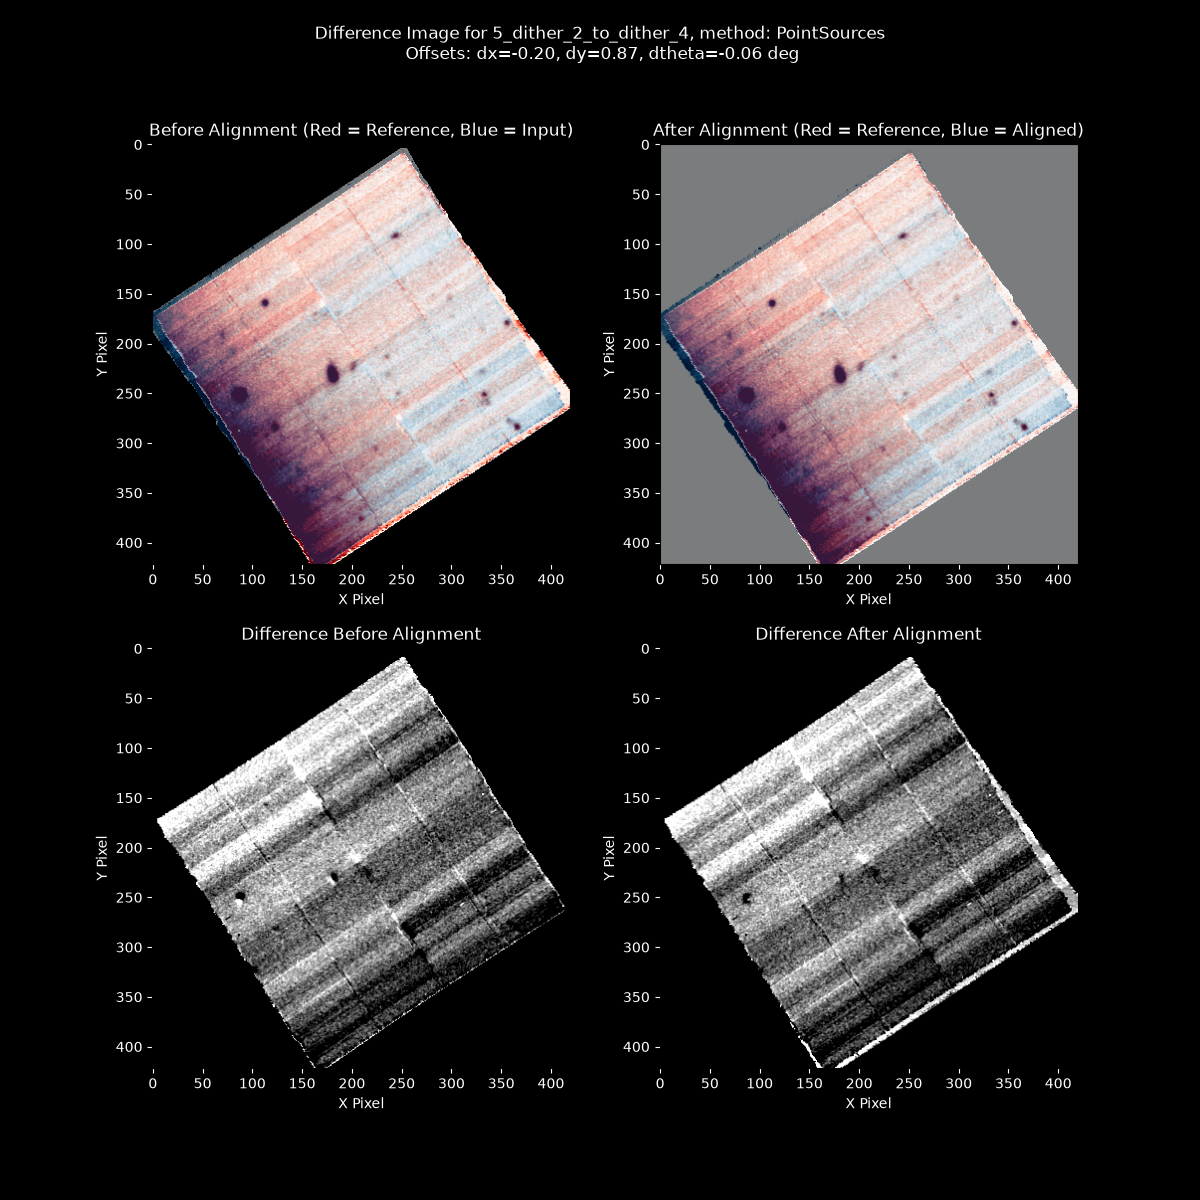 Difference Image for 5_dither_2_to_dither_4, method: PointSources
Offsets: dx=-0.20, dy=0.87, dtheta=-0.06 deg
Before Alignment (Red = Reference, Blue = Input)
0
50
100
150
200
250
300
350
400
Y Pixel
0 50 100 150 200 250 300 350 400
X Pixel
After Alignment (Red = Reference, Blue = Aligned)
0
50
100
150
200
250
300
350
400
Y Pixel
0 50 100 150 200 250 300 350 400
X Pixel
Difference Before Alignment
0
50
100
150
200
250
300
350
400
Y Pixel
0 50 100 150 200 250 300 350 400
X Pixel
Difference After Alignment
0
50
100
150
200
250
300
350
400
Y Pixel
0 50 100 150 200 250 300 350 400
X Pixel